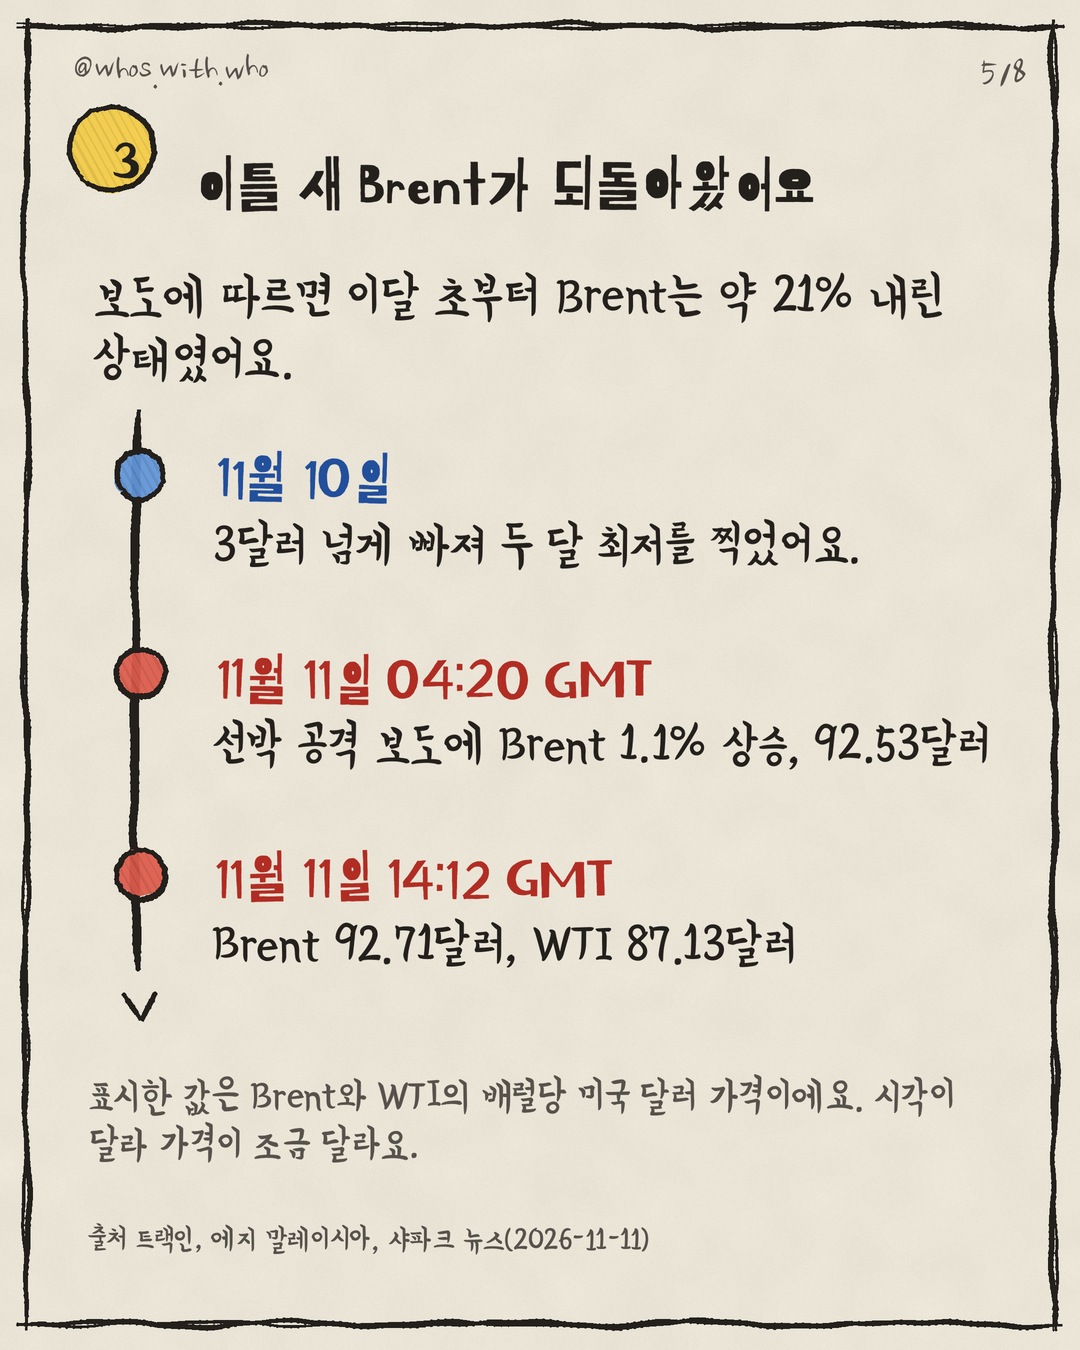 @whos.with.who
5/8
3
이틀 새 Brent가 되돌아왔어요
보도에 따르면 이달 초부터 Brent는 약 21% 내린
상태였어요.
11월 10일
3달러 넘게 빠져 두 달 최저를 찍었어요.
11월 11일 04:20 GMT
선박 공격 보도에 Brent 1.1% 상승, 92.53달러
11월 11일 14:12 GMT
Brent 92.71달러, WTI 87.13달러
표시한 값은 Brent와 WTI의 배럴당 미국 달러 가격이에요. 시각이
달라 가격이 조금 달라요.
출처 트랙인, 에지 말레이시아, 샤파크 뉴스(2026-11-11)